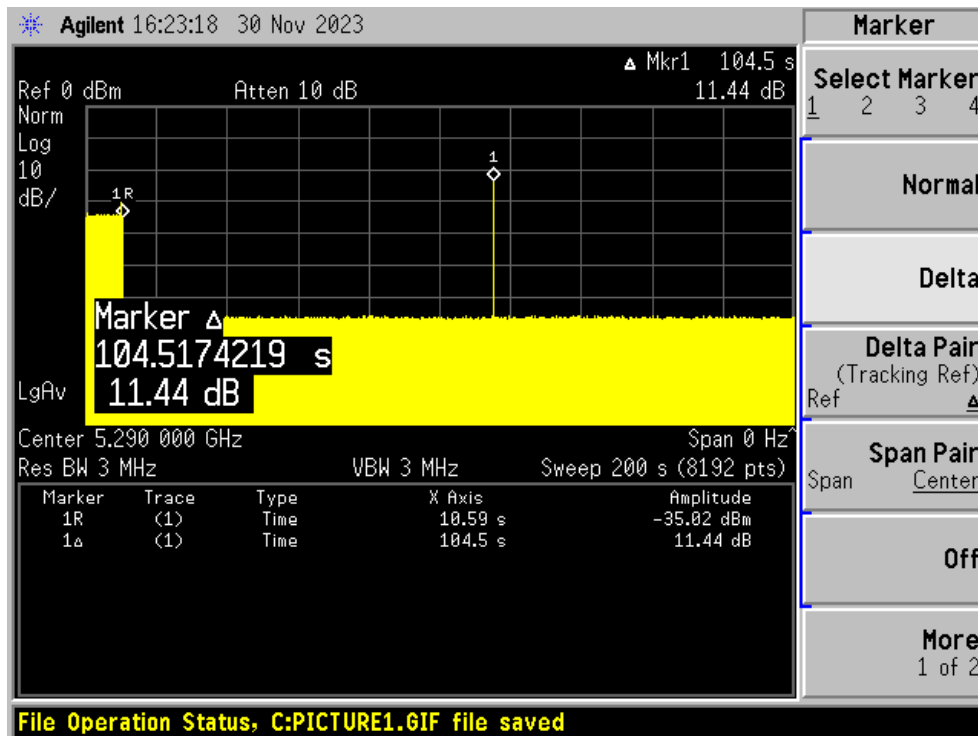 Agilent 16:23:18 30 Nov 2023
Marker
Δ Mkr1 104.5 s
Ref 0 dBm Atten 10 dB 11.44 dB
Norm
Log
10
dB/
1R
1
Marker Δ
104.5174219 s
11.44 dB
LgAv
Center 5.290 000 GHz Span 0 Hz^
Res BW 3 MHz VBW 3 MHz Sweep 200 s (8192 pts)
Marker Trace Type X Axis Amplitude
1R (1) Time 10.59 s -35.02 dBm
1Δ (1) Time 104.5 s 11.44 dB
Select Marker
1 2 3 4
Normal
Delta
Delta Pair
(Tracking Ref)
Ref Δ
Span Pair
Span Center
Off
More
1 of 2
File Operation Status, C:PICTURE1.GIF file saved